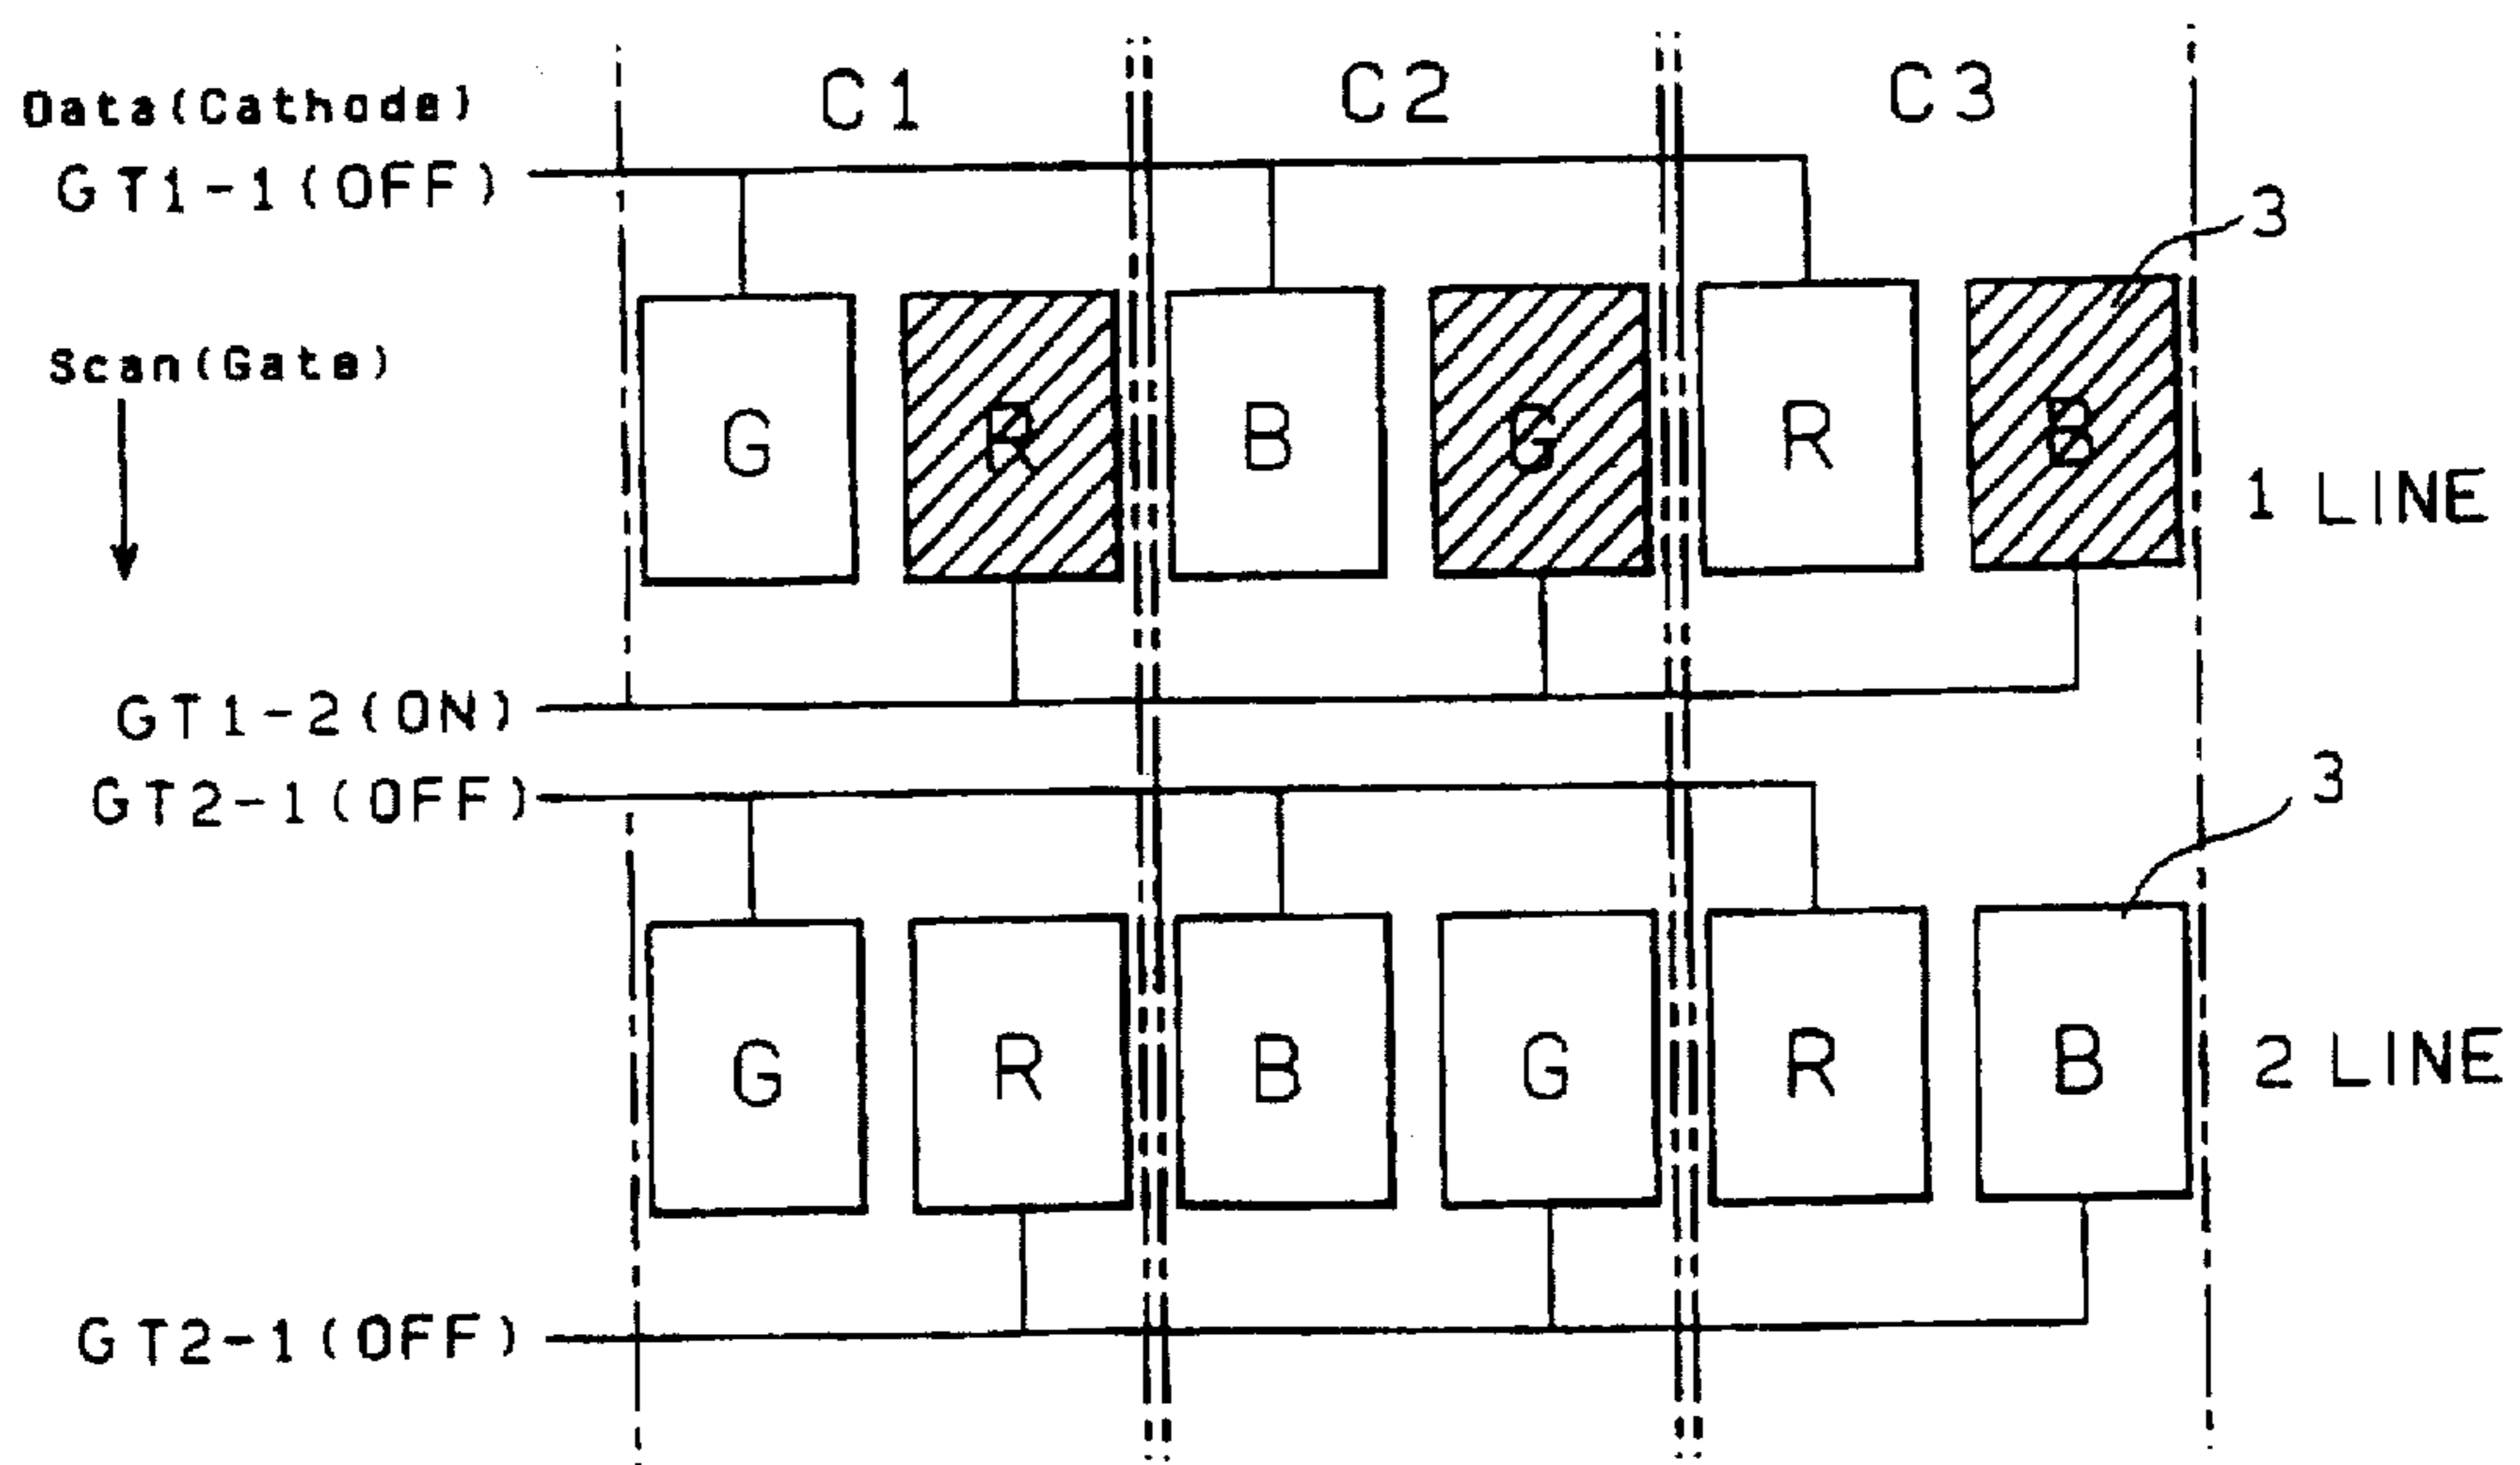 C1 C2 C3
Data(Cathode)
GT1-1(OFF)
3
Scan(Gate)
G R B G R B
1 LINE
GT1-2(ON)
GT2-1(OFF)
3
G R B G R B
2 LINE
GT2-1(OFF)